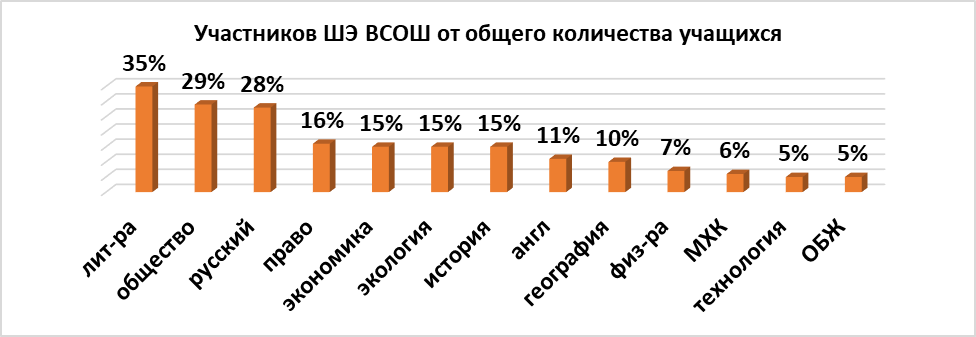 Участников ШЭ ВСОШ от общего количества учащихся
35%
29%
28%
16%
15%
15%
15%
11%
10%
7%
6%
5%
5%
лит-ра
общество
русский
право
экономика
экология
история
англ
география
физ-ра
МХК
технология
ОБЖ